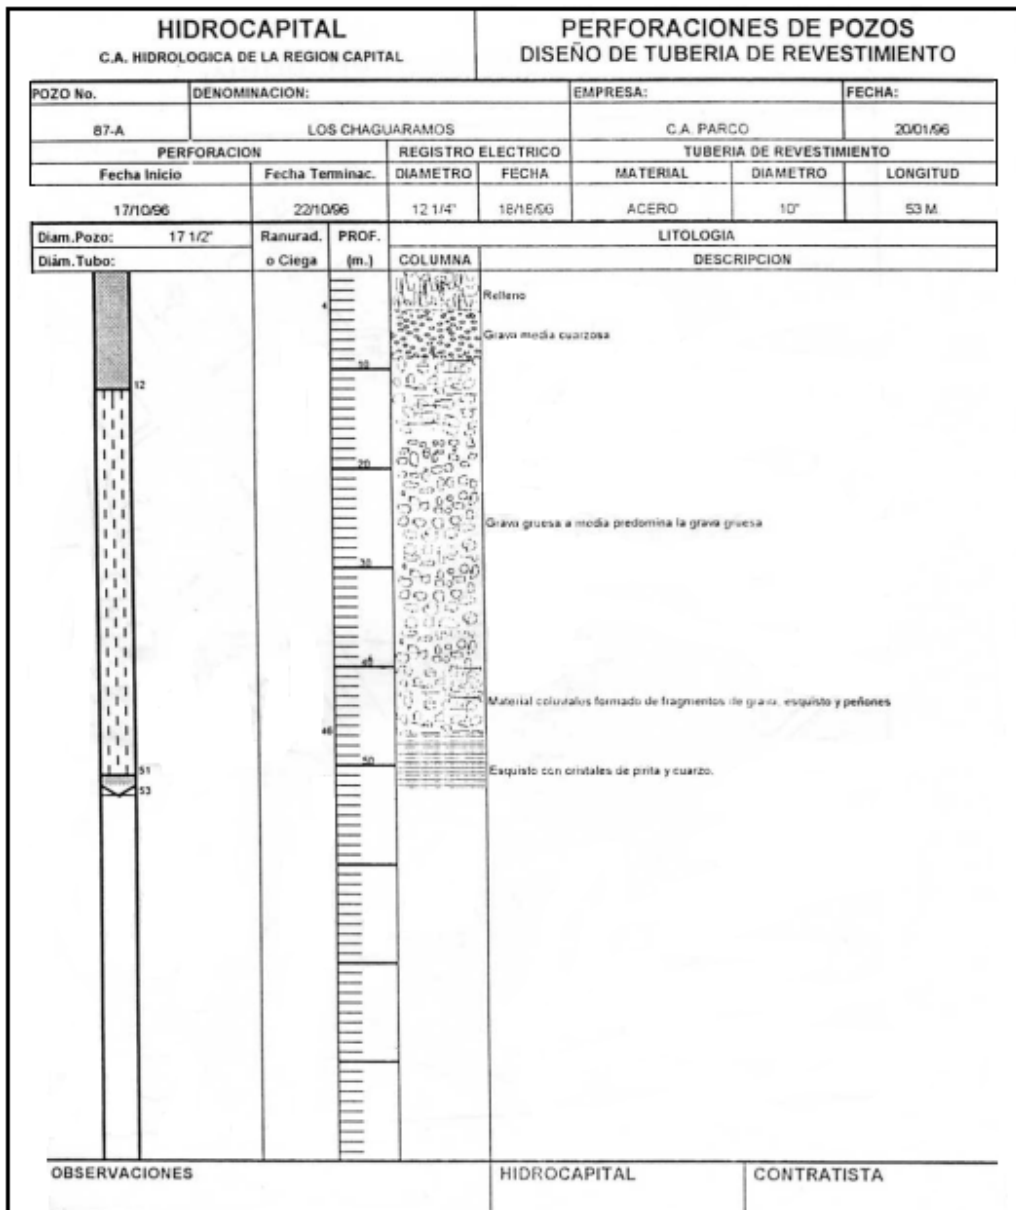 HIDROCAPITAL
C.A. HIDROLOGICA DE LA REGION CAPITAL
PERFORACIONES DE POZOS
DISEÑO DE TUBERIA DE REVESTIMIENTO
POZO No. DENOMINACION: EMPRESA: FECHA:
87-A LOS CHAGUARAMOS C.A. PARCO 20/01/96
PERFORACION REGISTRO ELECTRICO TUBERIA DE REVESTIMIENTO
Fecha Inicio Fecha Terminac. DIAMETRO FECHA MATERIAL DIAMETRO LONGITUD
17/10/96 22/10/96 12 1/4" 18/18/96 ACERO 10" 53 M.
Diam.Pozo: 17 1/2" Ranurad. PROF. LITOLOGIA
Diám.Tubo: o Ciega (m.) COLUMNA DESCRIPCION
Relleno
4
Grava media cuarzosa
10
12
20
Grava gruesa a media predomina la grava gruesa
30
Material coluviales formado de fragmentos de grava, esquisto y peñones
46
50
Esquisto con cristales de pirita y cuarzo.
51
53
OBSERVACIONES HIDROCAPITAL CONTRATISTA